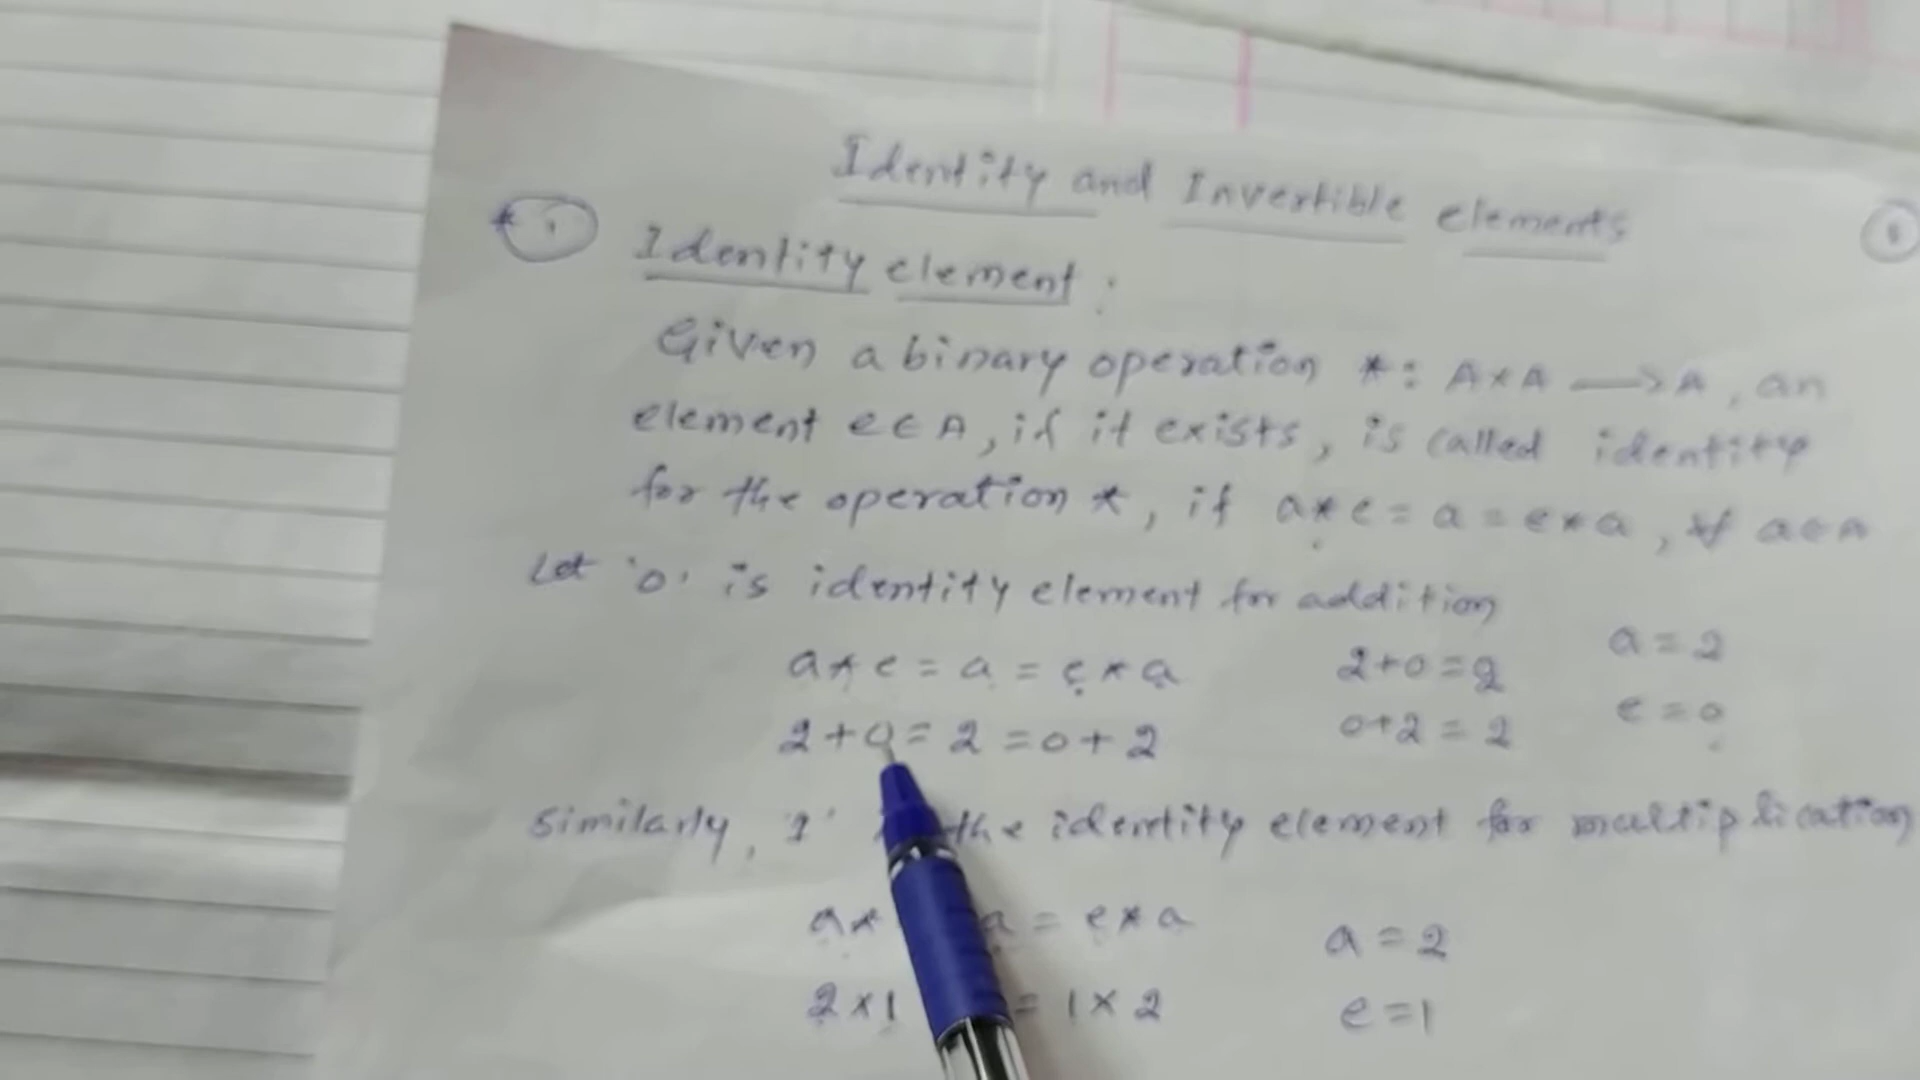 Identity and Invertible elements
* 1 Identity element :
Given a binary operation * : A×A → A, an
element e∈A, if it exists, is called identity
for the operation *, if a*e = a = e*a, ∀ a∈A
Let '0' is identity element for addition
a*e = a = e*a
2+0=2
a=2
2+0=2=0+2
0+2=2
e=0
Similarly, '1' the identity element for multiplication
a* a = e*a
a=2
2×1 = 1×2
e=1